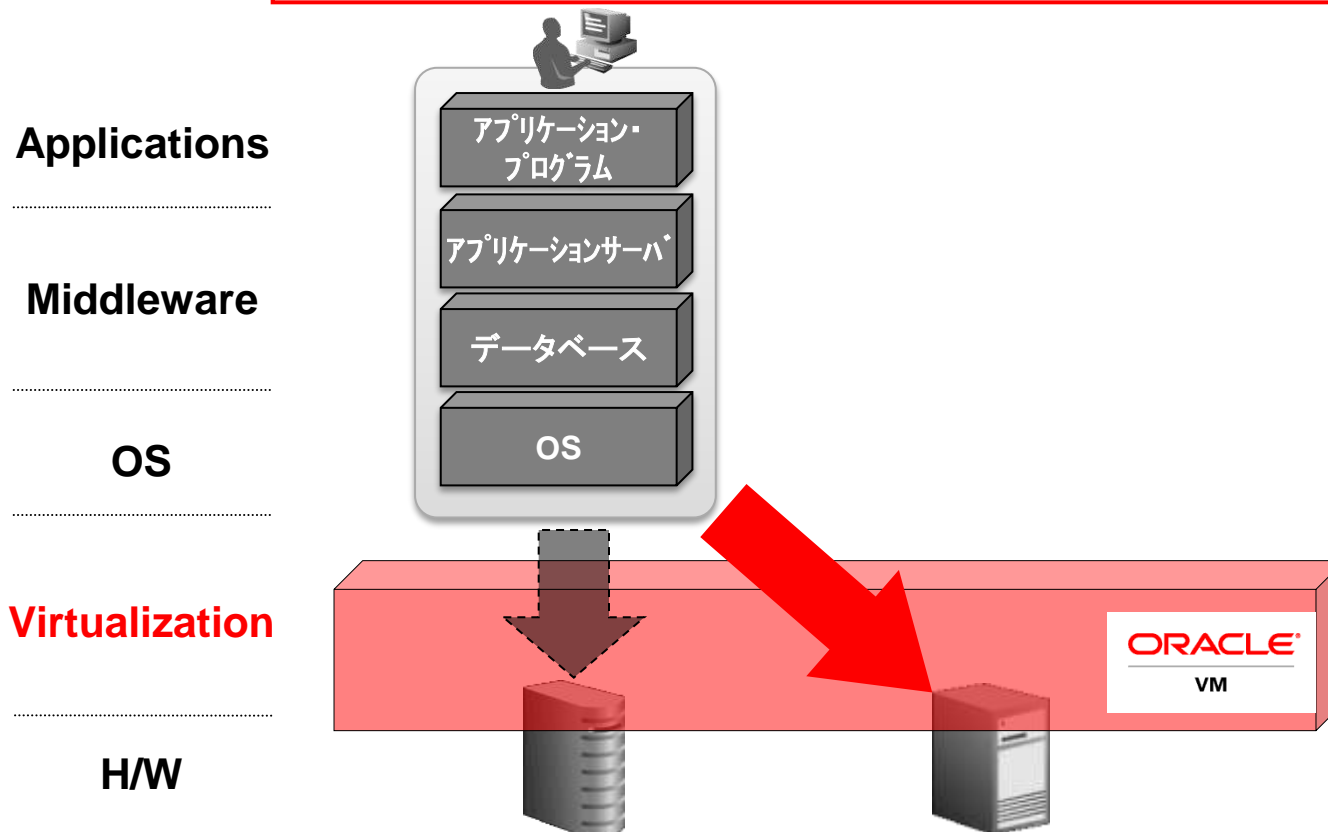 Applications
アプリケーション・
プログラム
アプリケーションサーバ
Middleware
データベース
OS
OS
Virtualization
ORACLE®
VM
H/W